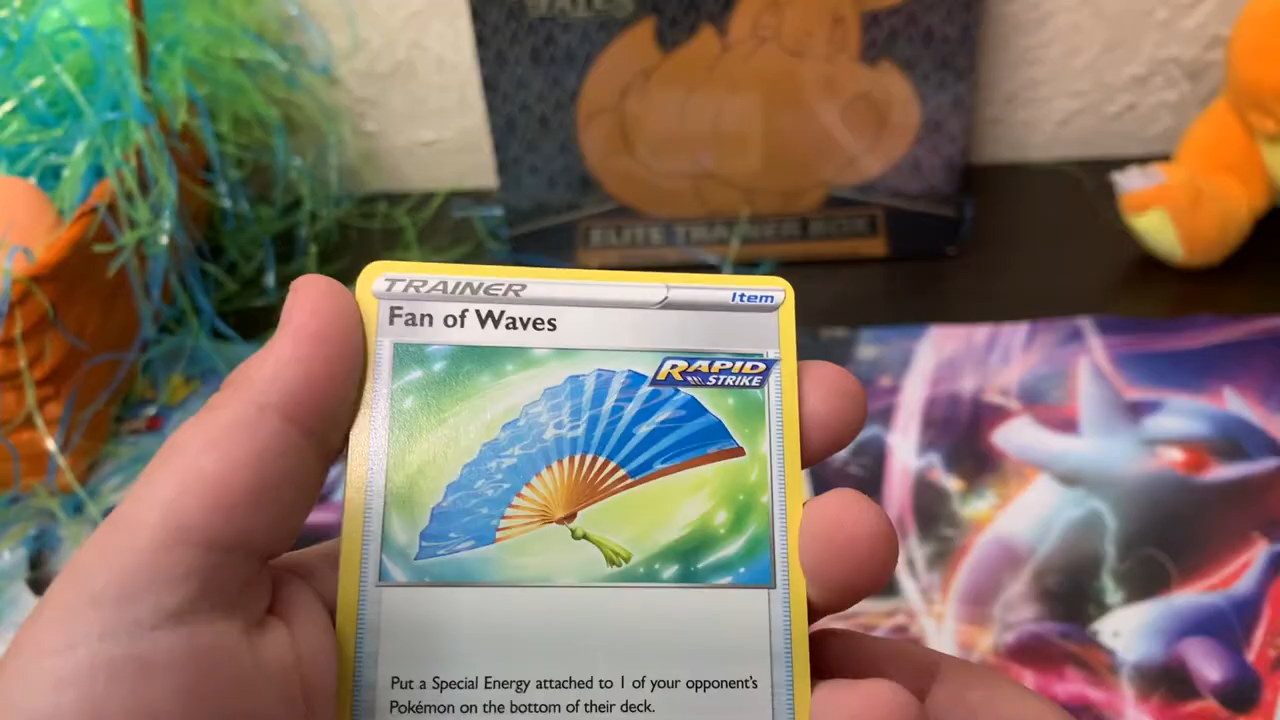 FATES
ELITE TRAINER BOX
TRAINER
Item
Fan of Waves
RAPID
STRIKE
Put a Special Energy attached to 1 of your opponent's
Pokémon on the bottom of their deck.